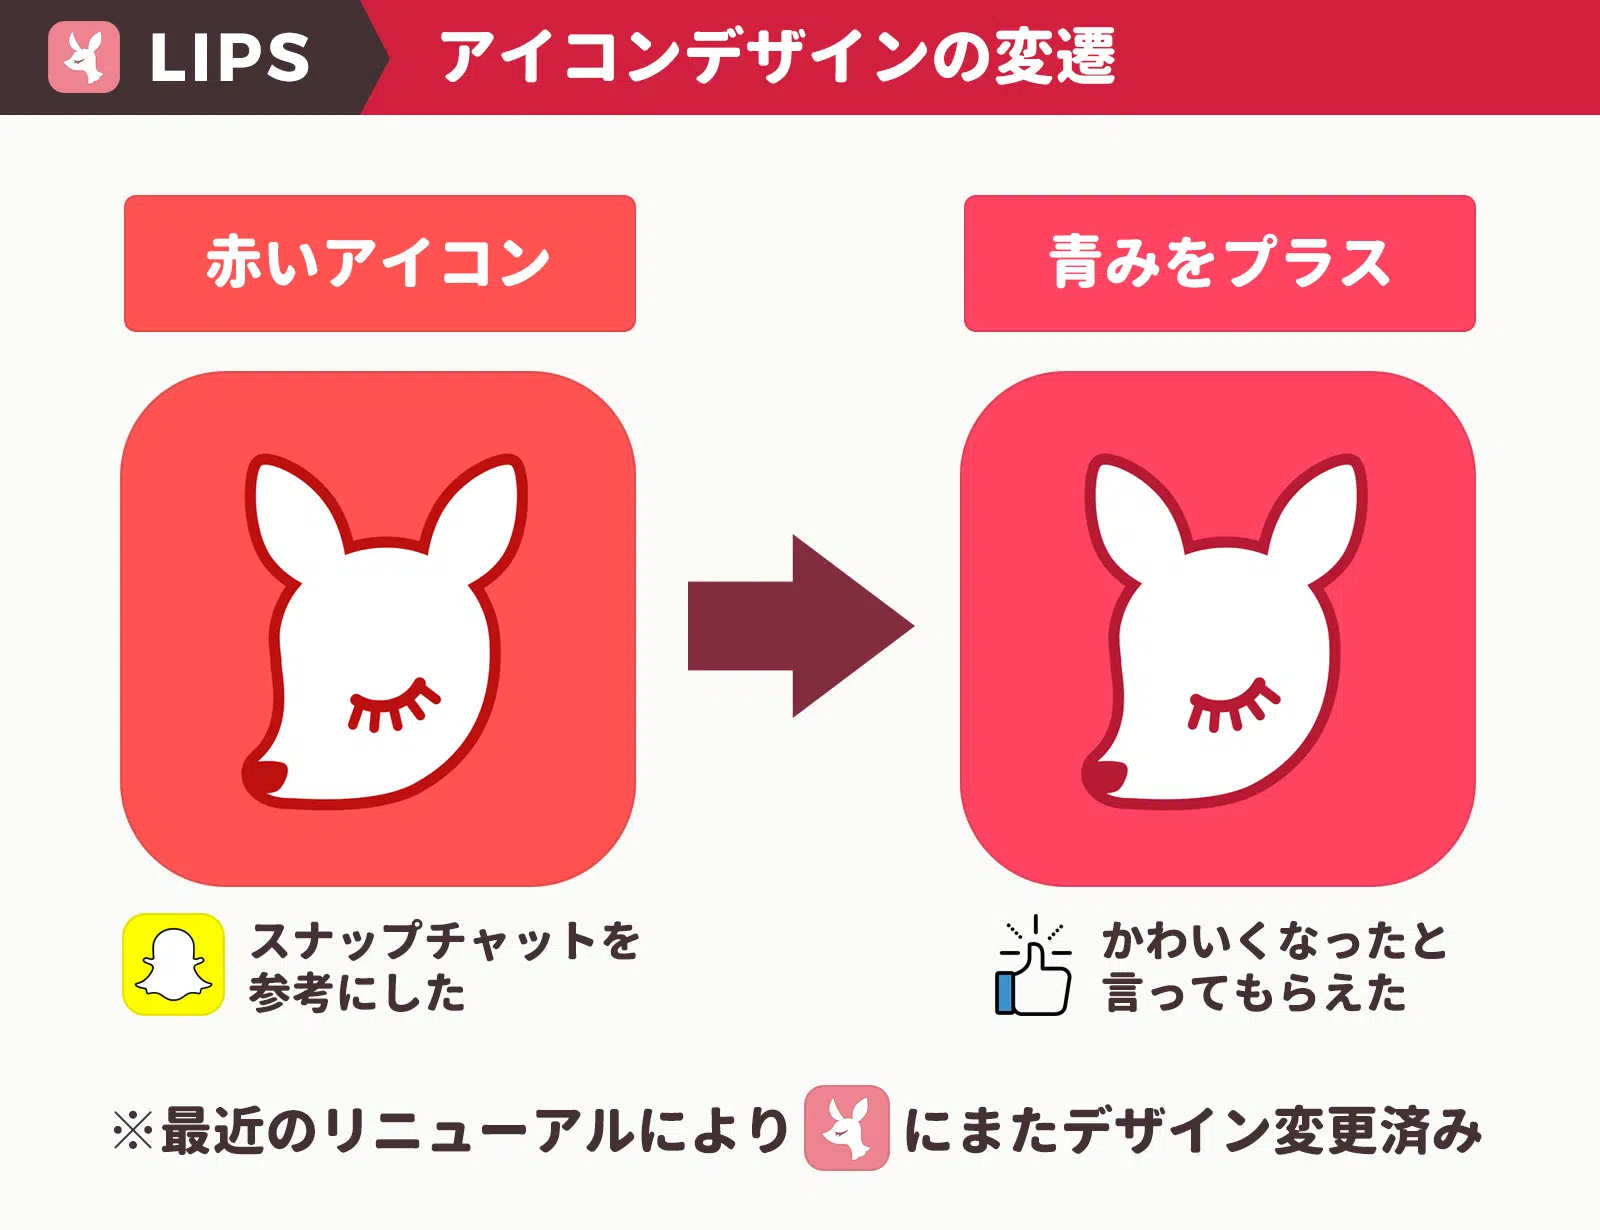 LIPS
アイコンデザインの変遷
赤いアイコン
青みをプラス
スナップチャットを
参考にした
かわいくなったと
言ってもらえた
※最近のリニューアルにより
にまたデザイン変更済み